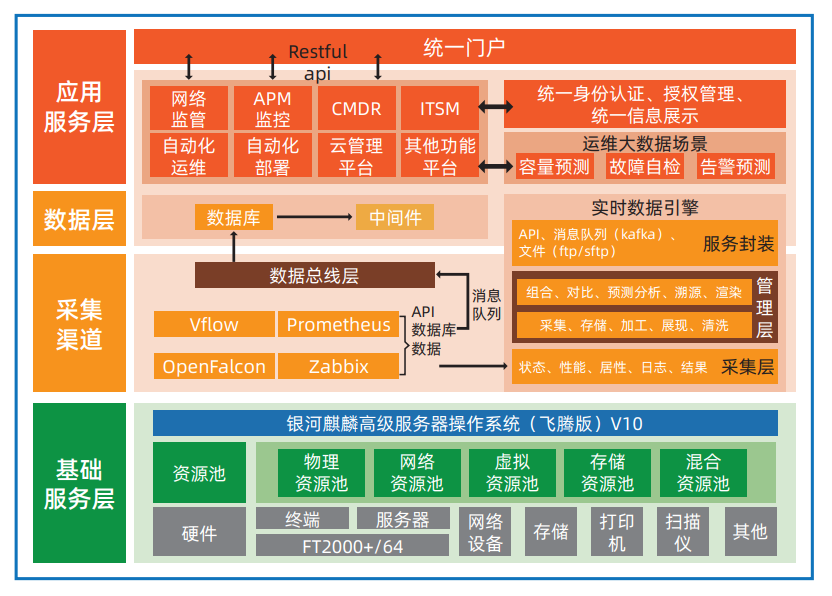 应用
服务层
统一门户
Restful
api
网络
监管
APM
监控
CMDR
ITSM
自动化
运维
自动化
部署
云管理
平台
其他功能
平台
统一身份认证、授权管理、
统一信息展示
运维大数据场景
容量预测
故障自检
告警预测
数据层
数据库
中间件
实时数据引擎
API、消息队列(kafka)、
文件(ftp/sftp)
服务封装
采集
渠道
数据总线层
消息
队列
Vflow
Prometheus
OpenFalcon
Zabbix
API
数据库
数据
组合、对比、预测分析、溯源、渲染
采集、存储、加工、展现、清洗
管
理
层
状态、性能、居性、日志、结果
采集层
基础
服务层
银河麒麟高级服务器操作系统（飞腾版）V10
资源池
物理
资源池
网络
资源池
虚拟
资源池
存储
资源池
混合
资源池
硬件
终端
服务器
FT2000+/64
网络
设备
存储
打印
机
扫描
仪
其他